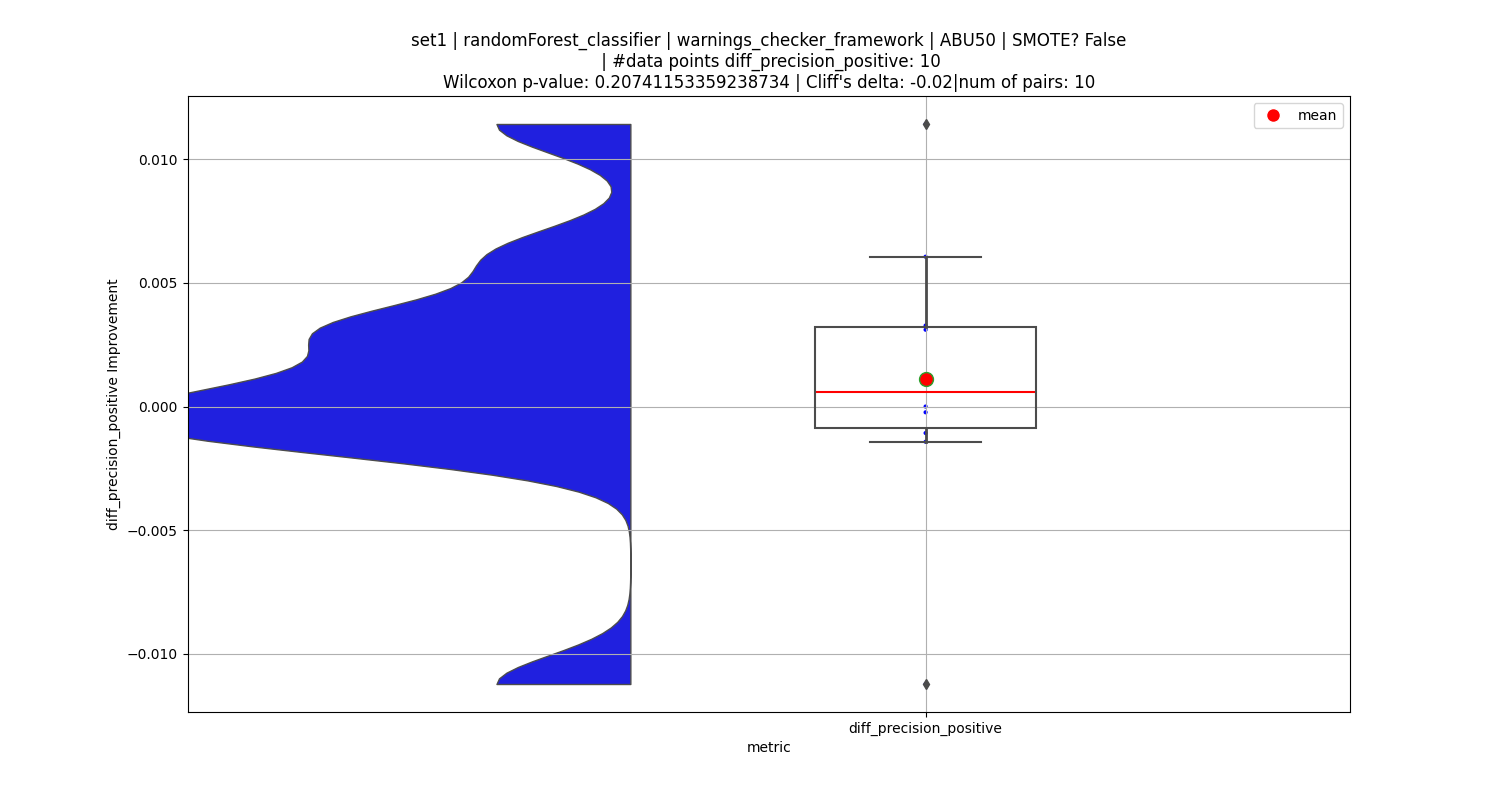 set1 | randomForest_classifier | warnings_checker_framework | ABU50 | SMOTE? False
| #data points diff_precision_positive: 10
Wilcoxon p-value: 0.20741153359238734 | Cliff's delta: -0.02|num of pairs: 10
mean
0.010
0.005
0.000
−0.005
−0.010
diff_precision_positive Improvement
diff_precision_positive
metric